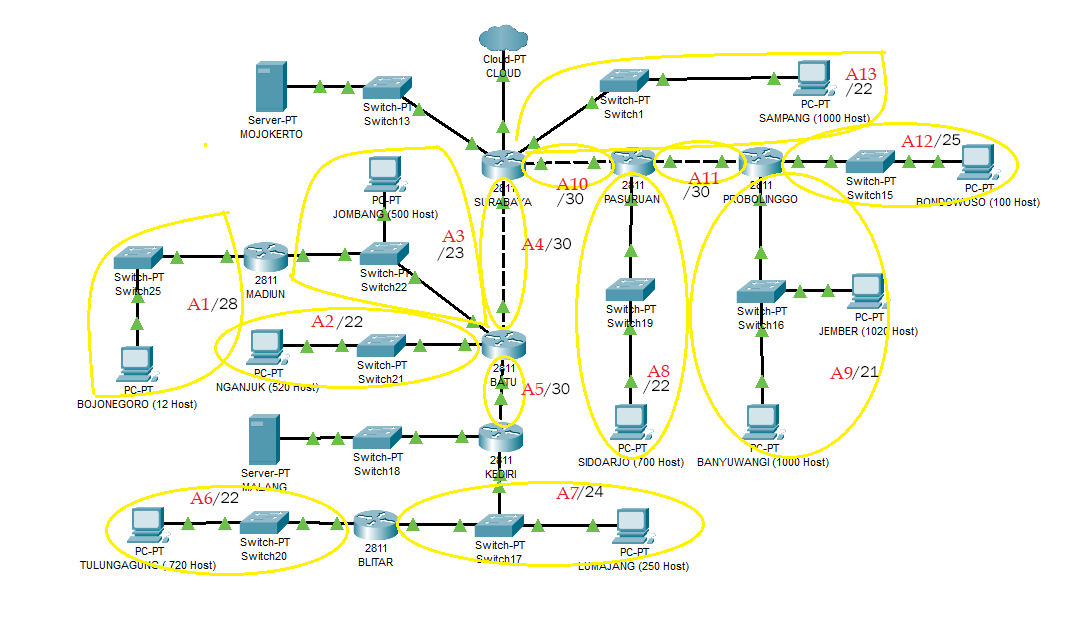 Cloud-PT
CLOUD
Server-PT
MOJOKERTO
Switch-PT
Switch13
Switch-PT
Switch1
PC-PT
SAMPANG (1000 Host)
A13
/22
2811
SURABAYA
A10
/30
2811
PASURUAN
A11
/30
2811
PROBOLINGGO
Switch-PT
Switch15
A12/25
PC-PT
BONDOWUSO (100 Host)
PC-PT
JOMBANG (500 Host)
A3
/23
A4/30
Switch-PT
Switch22
2811
MADIUN
Switch-PT
Switch25
A1/28
PC-PT
BOJONEGORO (12 Host)
A2/22
PC-PT
NGANJUK (520 Host)
Switch-PT
Switch21
2811
BATU
A5/30
Switch-PT
Switch19
A8
/22
PC-PT
SIDOARJO (700 Host)
Switch-PT
Switch16
PC-PT
JEMBER (1020 Host)
A9/21
PC-PT
BANYUWANGI (1000 Host)
Server-PT
MALANG
Switch-PT
Switch18
2811
KEDIRI
A6/22
PC-PT
TULUNGAGUNG ( 720 Host)
Switch-PT
Switch20
2811
BLITAR
A7/24
Switch-PT
Switch17
PC-PT
LUMAJANG (250 Host)